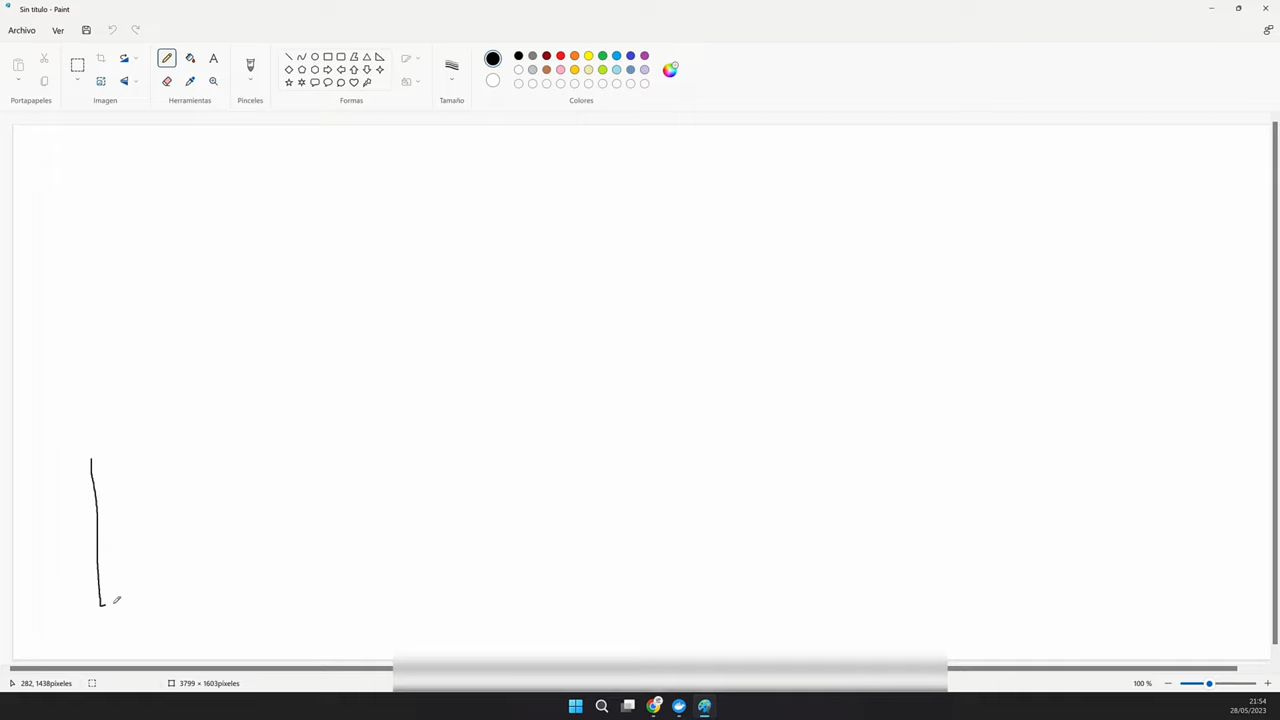 Sin título - Paint
Archivo
Ver
Portapapeles
Imagen
Herramientas
Pinceles
Formas
Tamaño
Colores
282, 1438píxeles
3799 × 1603píxeles
100 %
21:54
28/05/2023